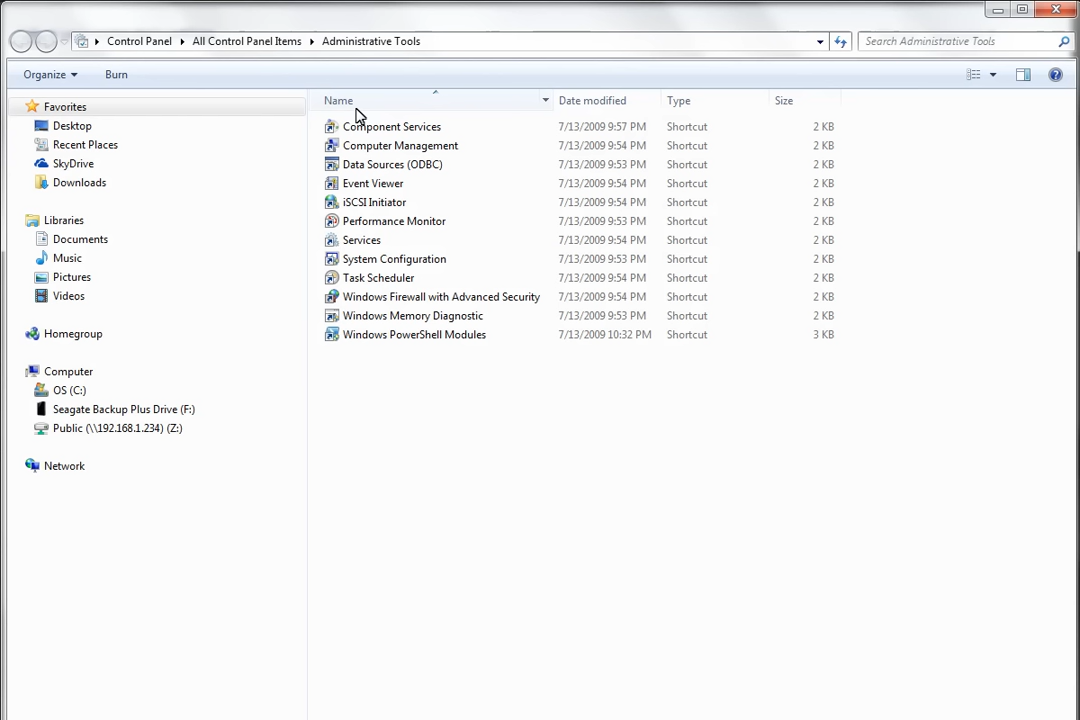 Control Panel All Control Panel Items Administrative Tools Search Administrative Tools
Organize Burn
Name Date modified Type Size
Favorites
Desktop
Recent Places
SkyDrive
Downloads
Libraries
Documents
Music
Pictures
Videos
Homegroup
Computer
OS (C:)
Seagate Backup Plus Drive (F:)
Public (\\192.168.1.234) (Z:)
Network
Component Services 7/13/2009 9:57 PM Shortcut 2 KB
Computer Management 7/13/2009 9:54 PM Shortcut 2 KB
Data Sources (ODBC) 7/13/2009 9:53 PM Shortcut 2 KB
Event Viewer 7/13/2009 9:54 PM Shortcut 2 KB
iSCSI Initiator 7/13/2009 9:54 PM Shortcut 2 KB
Performance Monitor 7/13/2009 9:53 PM Shortcut 2 KB
Services 7/13/2009 9:54 PM Shortcut 2 KB
System Configuration 7/13/2009 9:53 PM Shortcut 2 KB
Task Scheduler 7/13/2009 9:54 PM Shortcut 2 KB
Windows Firewall with Advanced Security 7/13/2009 9:54 PM Shortcut 2 KB
Windows Memory Diagnostic 7/13/2009 9:53 PM Shortcut 2 KB
Windows PowerShell Modules 7/13/2009 10:32 PM Shortcut 3 KB